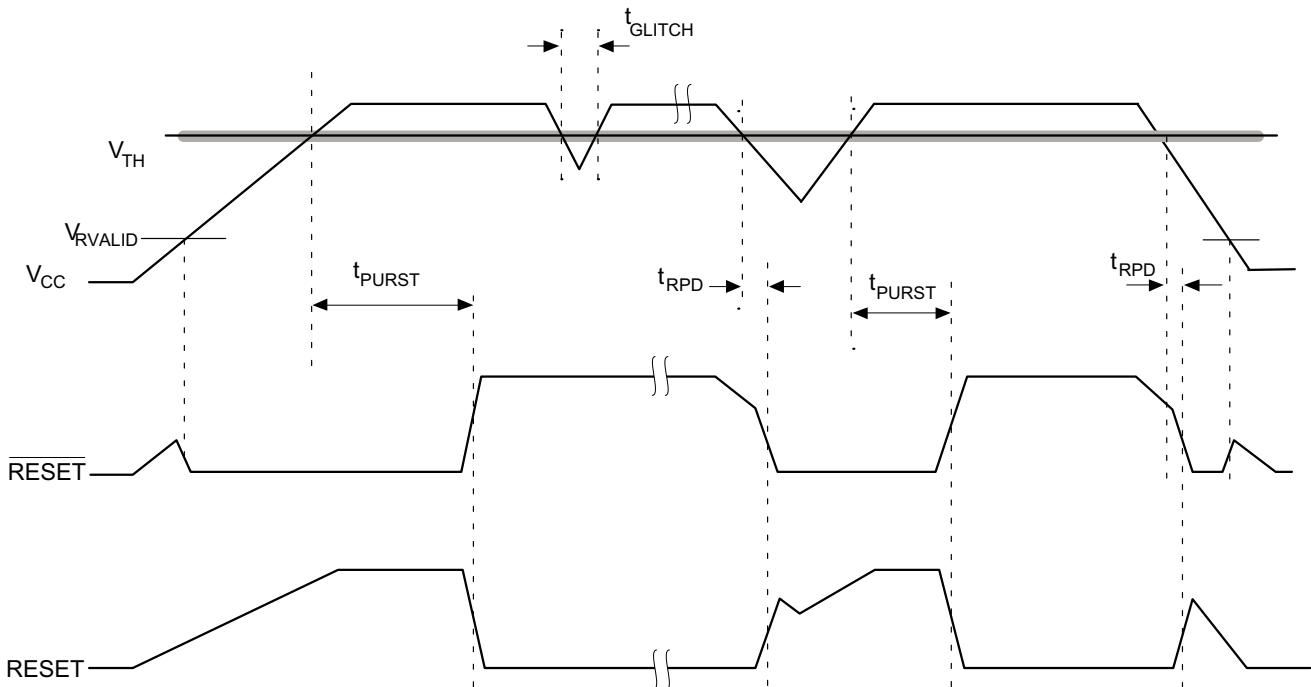 tGLITCH
VTH
VRVALID
VCC
tPURST
tRPD
tPURST
tRPD
RESET
RESET